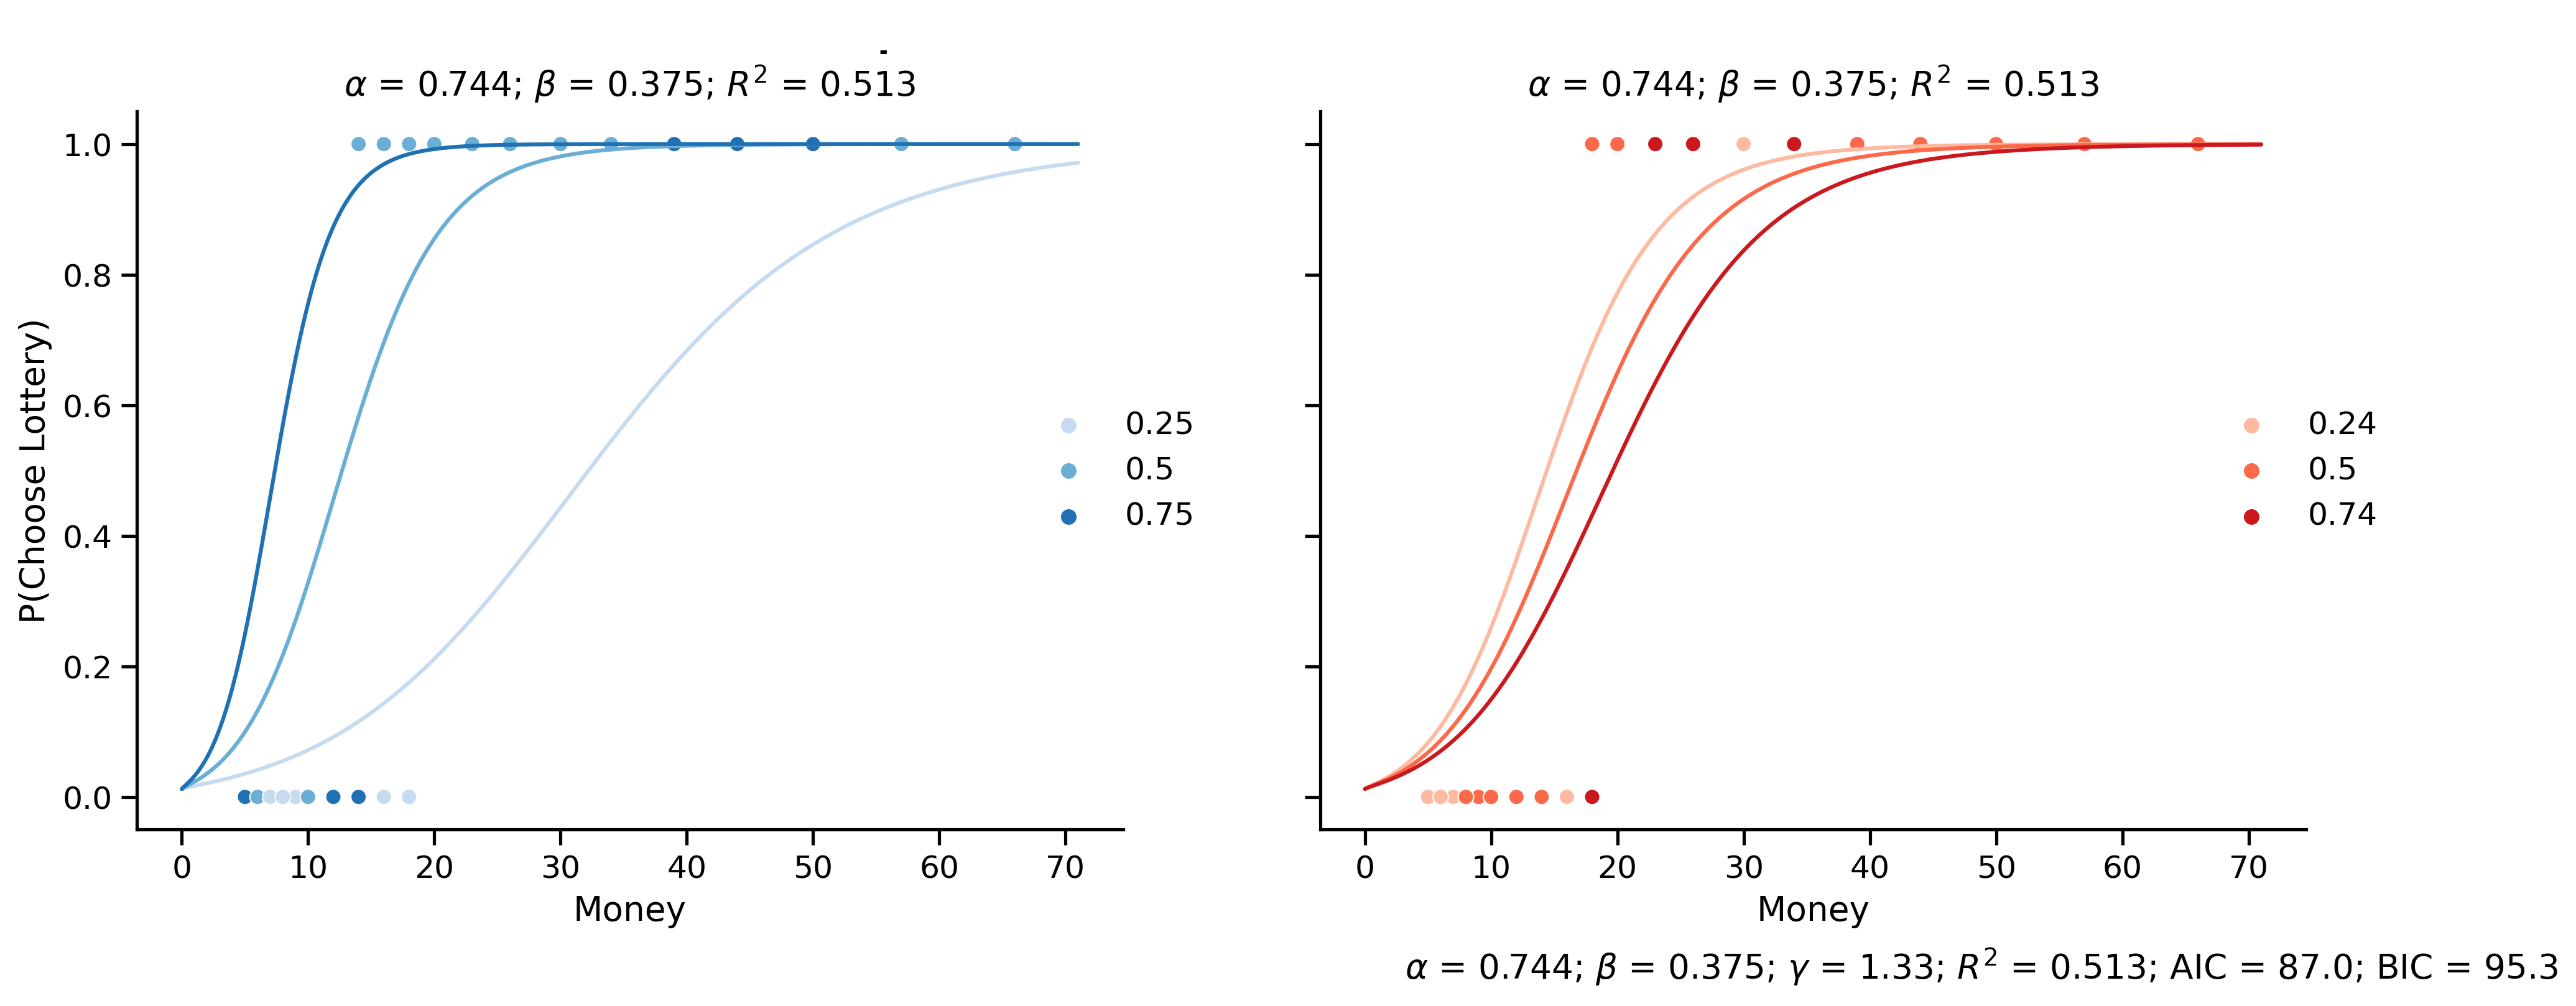 α = 0.744; β = 0.375; R² = 0.513
α = 0.744; β = 0.375; R² = 0.513
P(Choose Lottery)
1.0
0.8
0.6
0.4
0.2
0.0
0.25
0.5
0.75
0.24
0.5
0.74
0 10 20 30 40 50 60 70
0 10 20 30 40 50 60 70
Money
Money
α = 0.744; β = 0.375; γ = 1.33; R² = 0.513; AIC = 87.0; BIC = 95.3